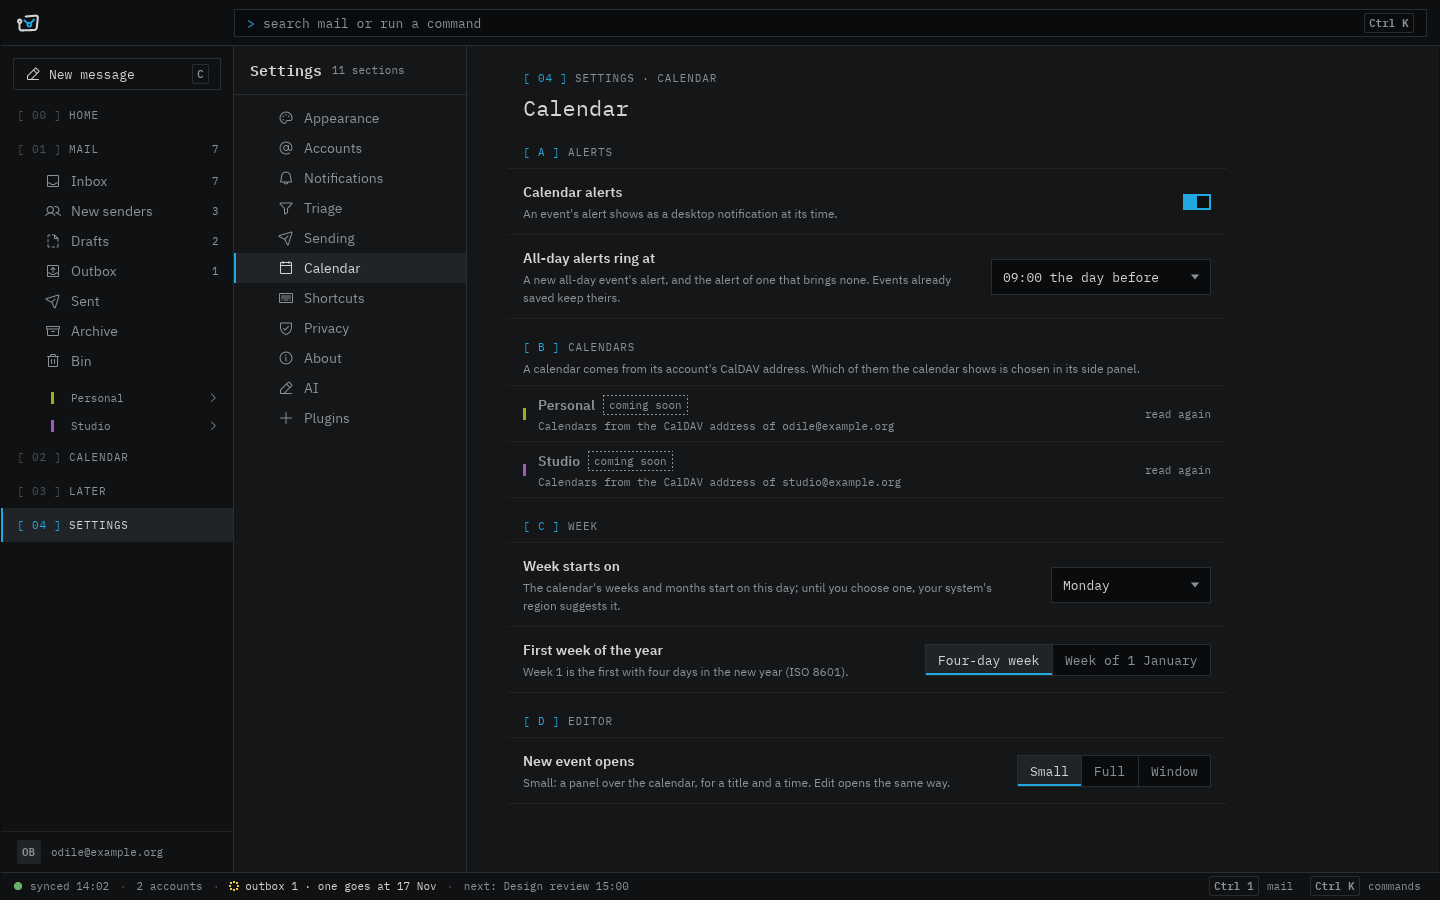 > search mail or run a command Ctrl K
New message C
[ 00 ] HOME
[ 01 ] MAIL 7
Inbox 7
New senders 3
Drafts 2
Outbox 1
Sent
Archive
Bin
Personal
Studio
[ 02 ] CALENDAR
[ 03 ] LATER
[ 04 ] SETTINGS
OB odile@example.org
Settings 11 sections
Appearance
Accounts
Notifications
Triage
Sending
Calendar
Shortcuts
Privacy
About
AI
Plugins
[ 04 ] SETTINGS · CALENDAR
Calendar
[ A ] ALERTS
Calendar alerts
An event's alert shows as a desktop notification at its time.
All-day alerts ring at
A new all-day event's alert, and the alert of one that brings none. Events already
saved keep theirs.
09:00 the day before
[ B ] CALENDARS
A calendar comes from its account's CalDAV address. Which of them the calendar shows is chosen in its side panel.
Personal coming soon
Calendars from the CalDAV address of odile@example.org
read again
Studio coming soon
Calendars from the CalDAV address of studio@example.org
read again
[ C ] WEEK
Week starts on
The calendar's weeks and months start on this day; until you choose one, your system's
region suggests it.
Monday
First week of the year
Week 1 is the first with four days in the new year (ISO 8601).
Four-day week Week of 1 January
[ D ] EDITOR
New event opens
Small: a panel over the calendar, for a title and a time. Edit opens the same way.
Small Full Window
synced 14:02 · 2 accounts · outbox 1 · one goes at 17 Nov · next: Design review 15:00
Ctrl 1 mail Ctrl K commands